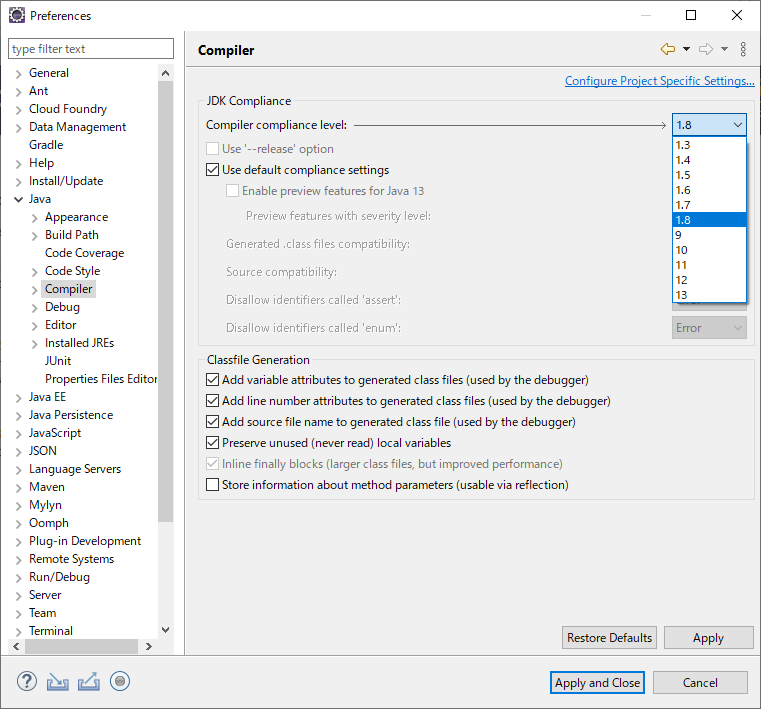 Preferences
type filter text
General
Ant
Cloud Foundry
Data Management
Gradle
Help
Install/Update
Java
Appearance
Build Path
Code Coverage
Code Style
Compiler
Debug
Editor
Installed JREs
JUnit
Properties Files Editor
Java EE
Java Persistence
JavaScript
JSON
Language Servers
Maven
Mylyn
Oomph
Plug-in Development
Remote Systems
Run/Debug
Server
Team
Terminal
Compiler
Configure Project Specific Settings...
JDK Compliance
Compiler compliance level:
1.8
1.3
1.4
1.5
1.6
1.7
1.8
9
10
11
12
13
Use '--release' option
Use default compliance settings
Enable preview features for Java 13
Preview features with severity level:
Generated .class files compatibility:
Source compatibility:
Disallow identifiers called 'assert':
Disallow identifiers called 'enum':
Error
Classfile Generation
Add variable attributes to generated class files (used by the debugger)
Add line number attributes to generated class files (used by the debugger)
Add source file name to generated class file (used by the debugger)
Preserve unused (never read) local variables
Inline finally blocks (larger class files, but improved performance)
Store information about method parameters (usable via reflection)
Restore Defaults
Apply
?
Apply and Close
Cancel